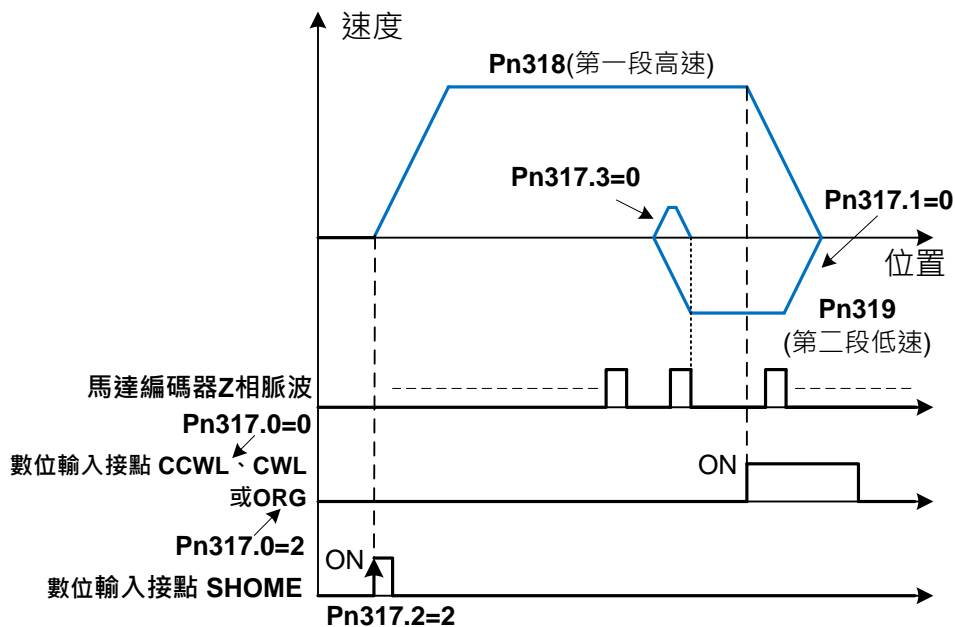 速度
Pn318(第一段高速)
Pn317.3=0
Pn317.1=0
位置
Pn319
(第二段低速)
馬達編碼器Z相脈波
Pn317.0=0
數位輸入接點 CCWL、CWL
ON
或ORG
Pn317.0=2
ON
數位輸入接點 SHOME
Pn317.2=2